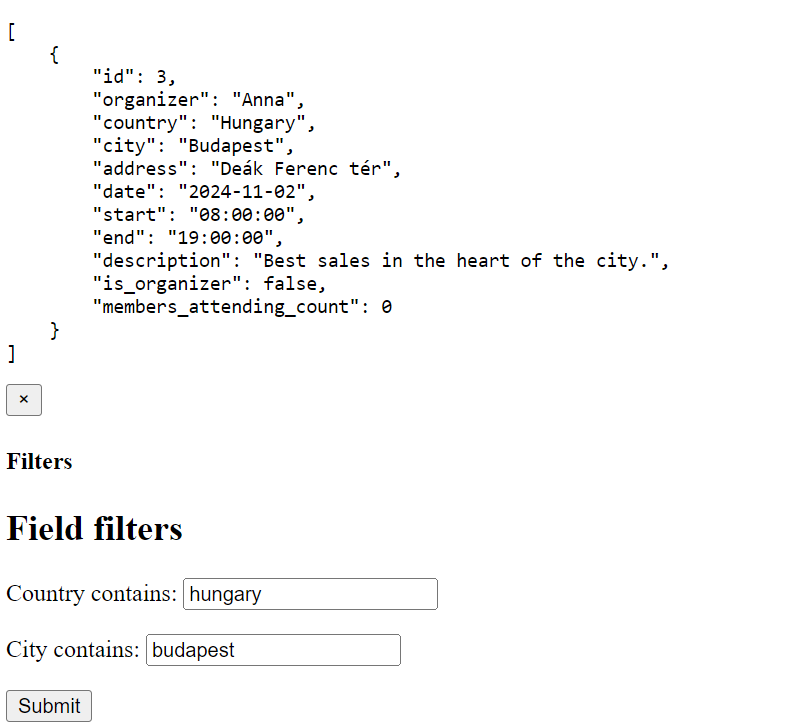 [
    {
        "id": 3,
        "organizer": "Anna",
        "country": "Hungary",
        "city": "Budapest",
        "address": "Deák Ferenc tér",
        "date": "2024-11-02",
        "start": "08:00:00",
        "end": "19:00:00",
        "description": "Best sales in the heart of the city.",
        "is_organizer": false,
        "members_attending_count": 0
    }
]
×
Filters
Field filters
Country contains: hungary
City contains: budapest
Submit